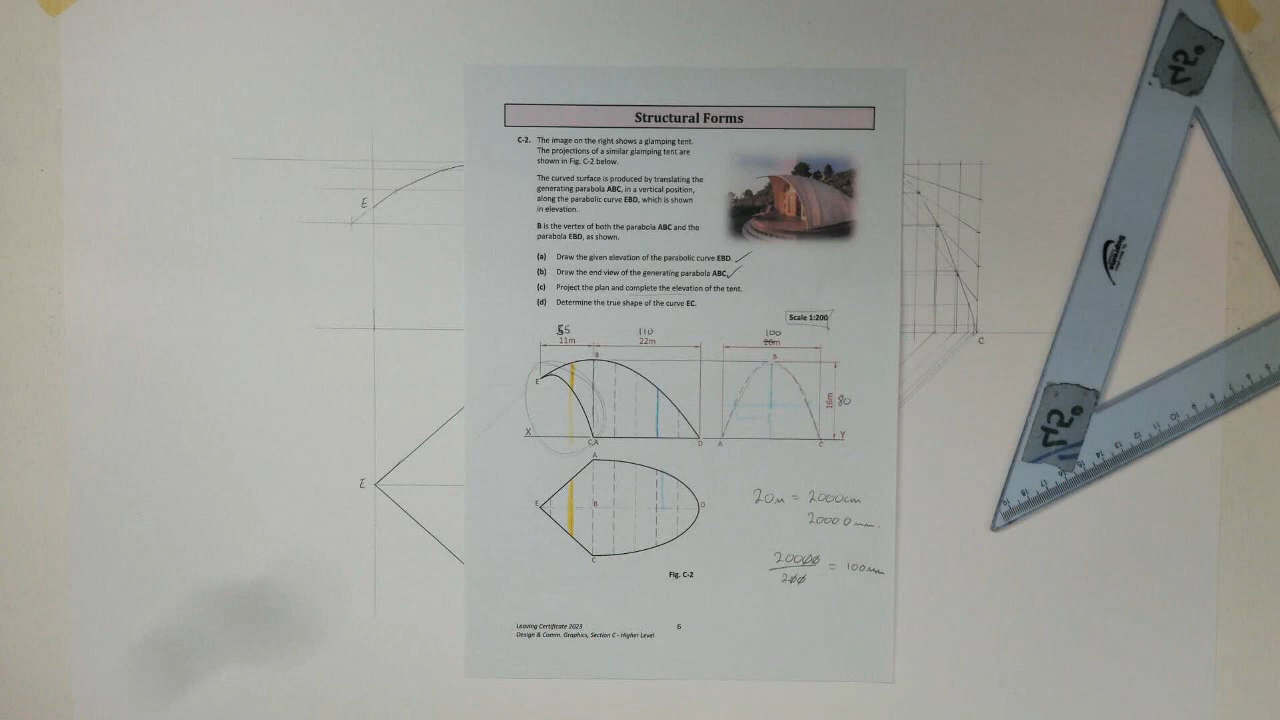 Structural Forms
C-2. The image on the right shows a glamping tent.
The projections of a similar glamping tent are
shown in Fig. C-2 below.
The curved surface is produced by translating the
generating parabola ABC, in a vertical position,
along the parabolic curve EBD, which is shown
in elevation.
B is the vertex of both the parabola ABC and the
parabola EBD, as shown.
(a) Draw the given elevation of the parabolic curve EBD.
(b) Draw the end view of the generating parabola ABC.
(c) Project the plan and complete the elevation of the tent.
(d) Determine the true shape of the curve EC.
Scale 1:200
55 110 100
11m 22m 20m
B B
E
16m 80
X C,A D A C Y
A
E B D
C
20m = 2000cm
20000mm.
20000
200
= 100mm
Fig. C-2
Leaving Certificate 2023
6
Design & Comm. Graphics, Section C - Higher Level
E
E
C
45°
45°